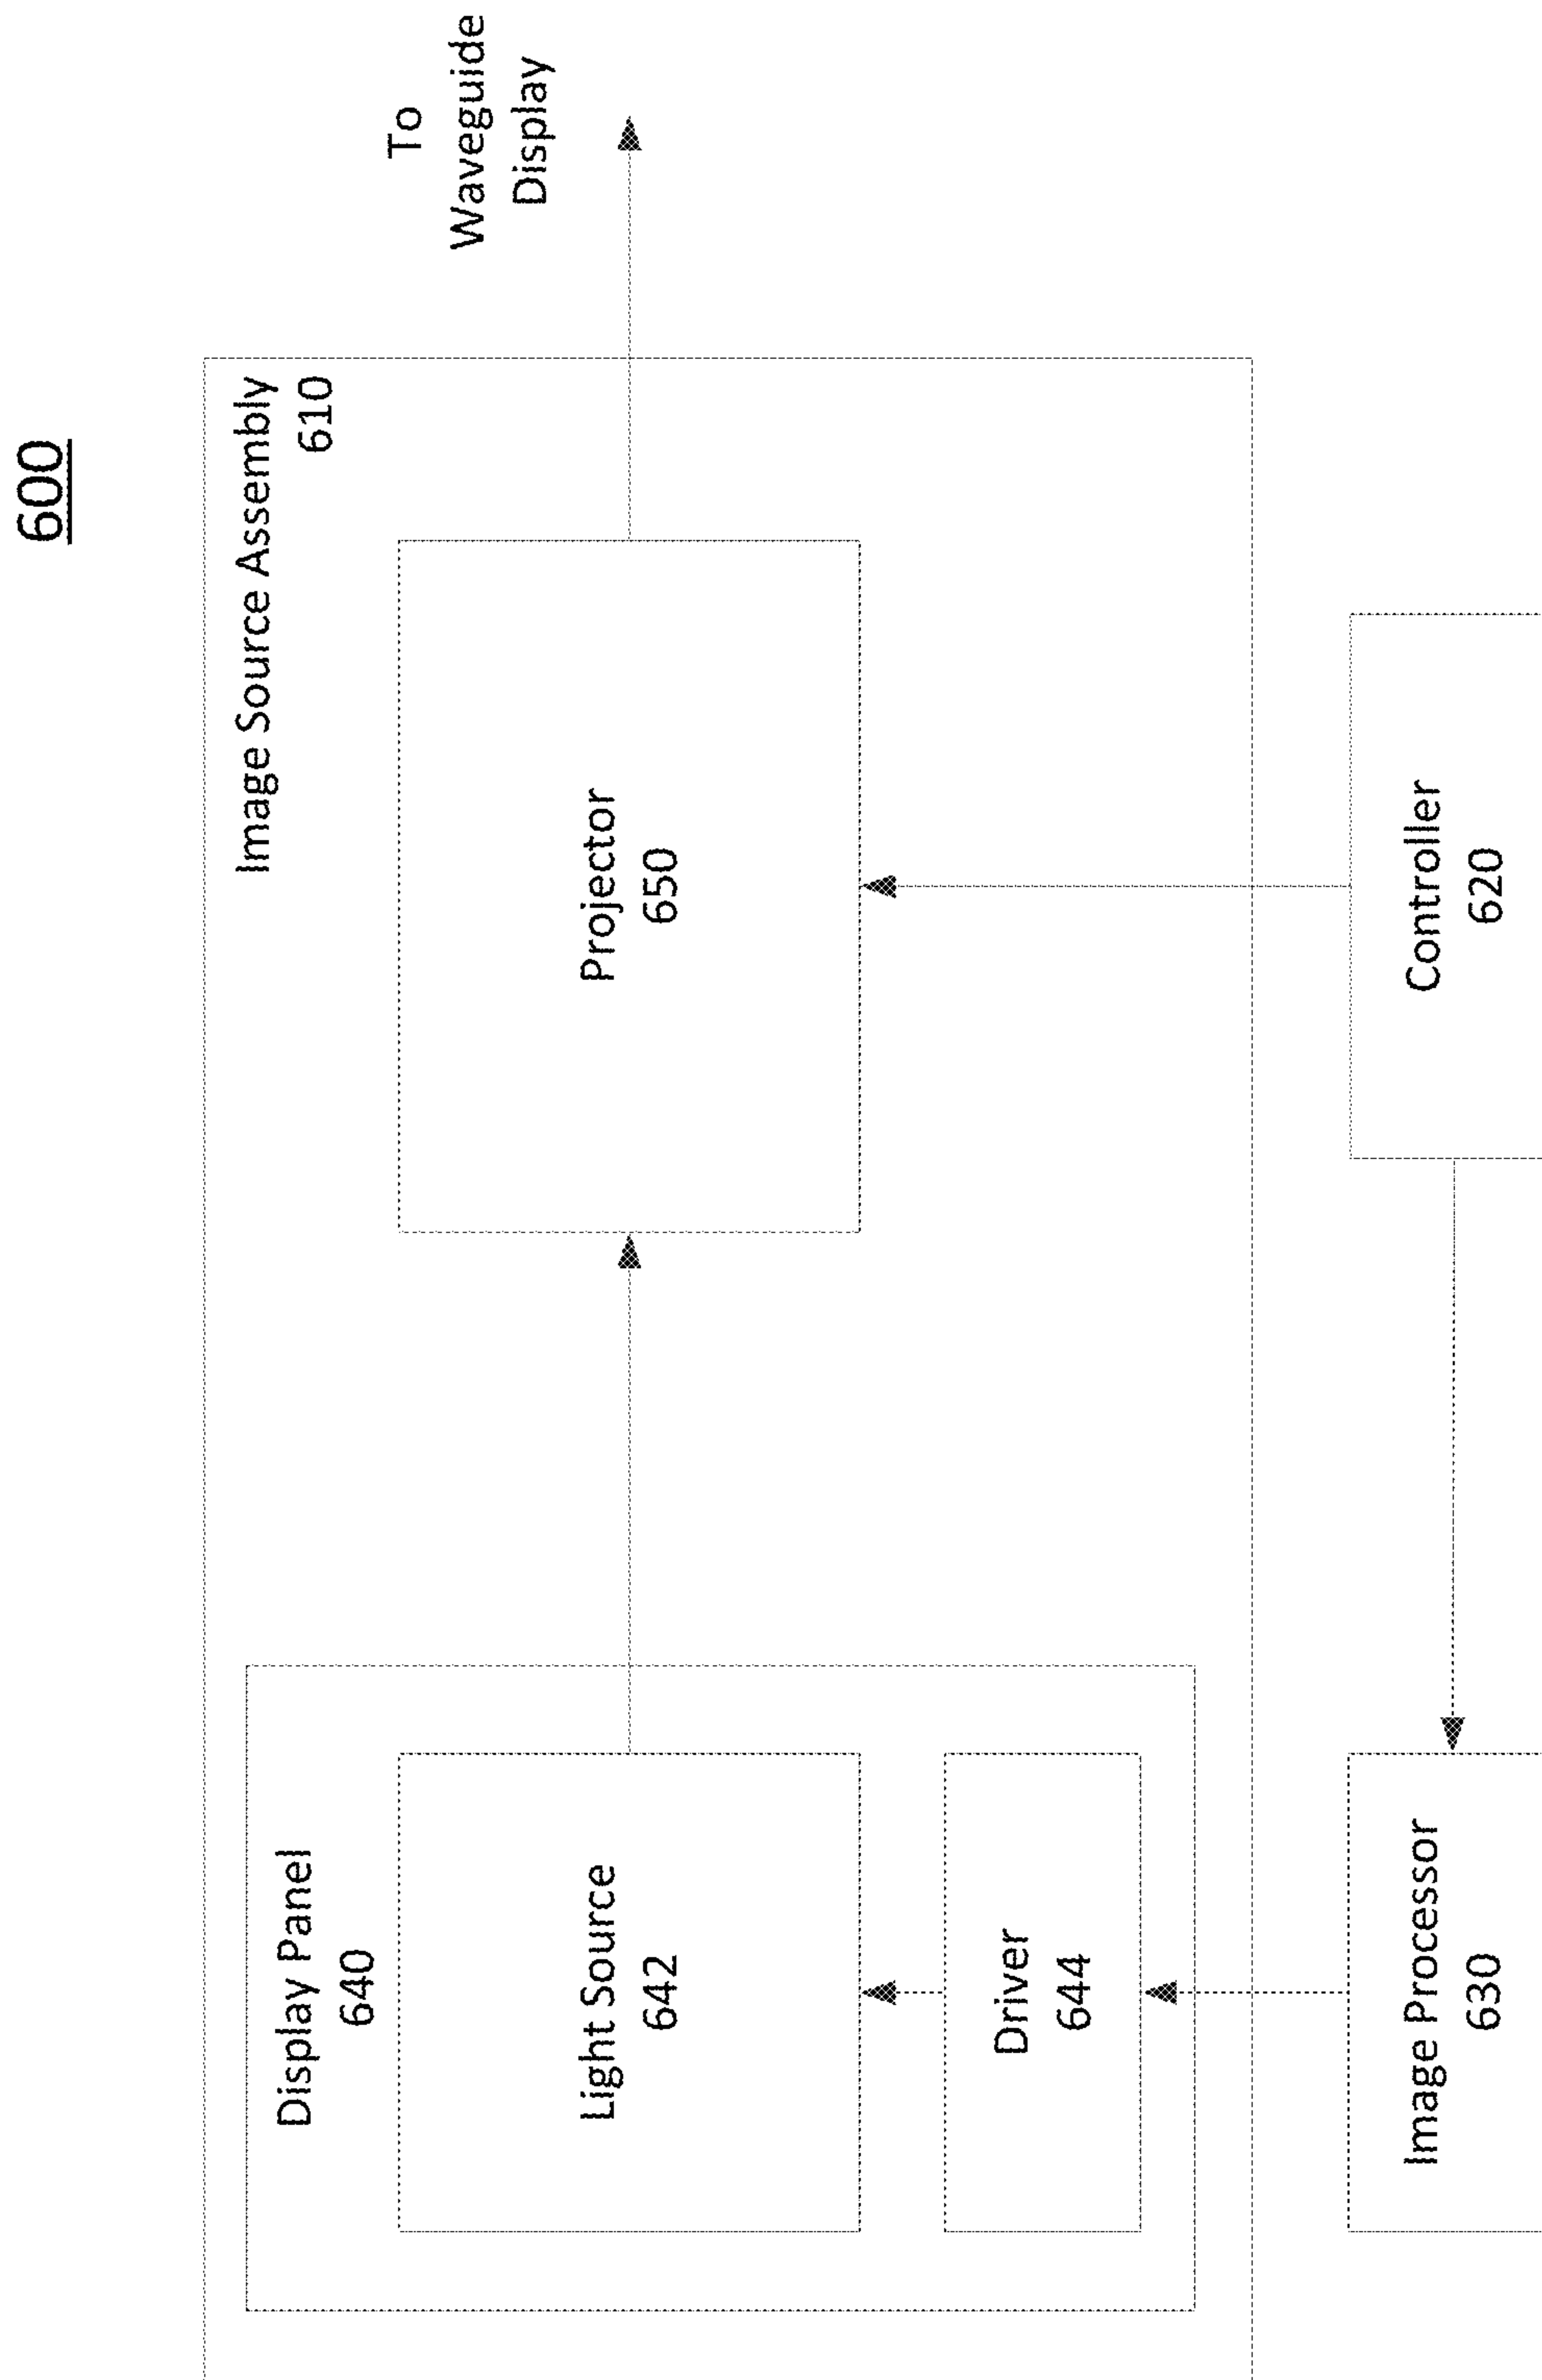 600
Image Source Assembly
610
Display Panel
640
Light Source
642
Driver
644
Projector
650
To
Waveguide
Display
Image Processor
630
Controller
620